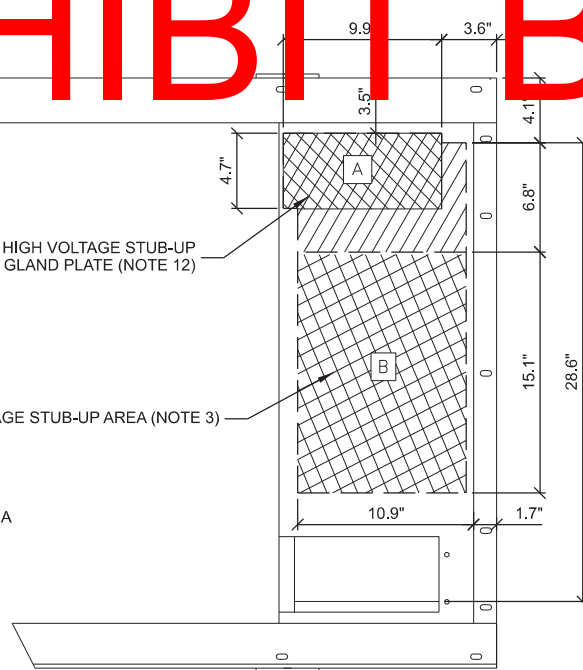 HIBIT B
9.9
3.6"
4.1"
3.5"
4.7"
A
6.8"
HIGH VOLTAGE STUB-UP
GLAND PLATE (NOTE 12)
15.1"
28.6"
B
AGE STUB-UP AREA (NOTE 3)
10.9"
1.7"
A